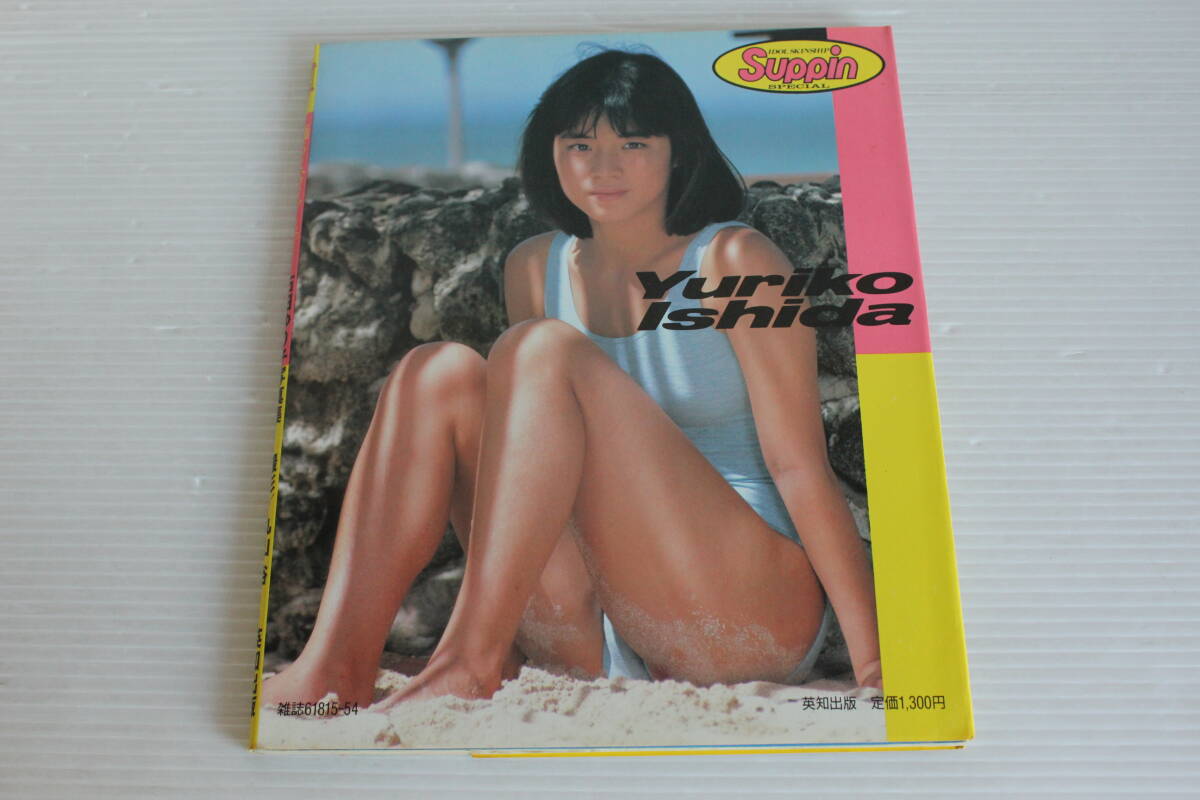 IDOL SKINSHIP
Suppin
SPECIAL
Yuriko
Ishida
雑誌61815-54
英知出版 定価1,300円